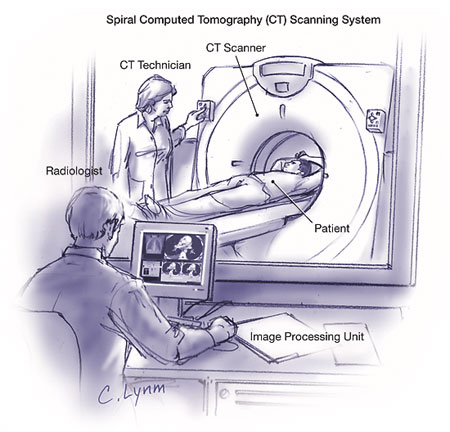 Spiral Computed Tomography (CT) Scanning System
CT Scanner
CT Technician
Radiologist
Patient
Image Processing Unit
C. Lynm